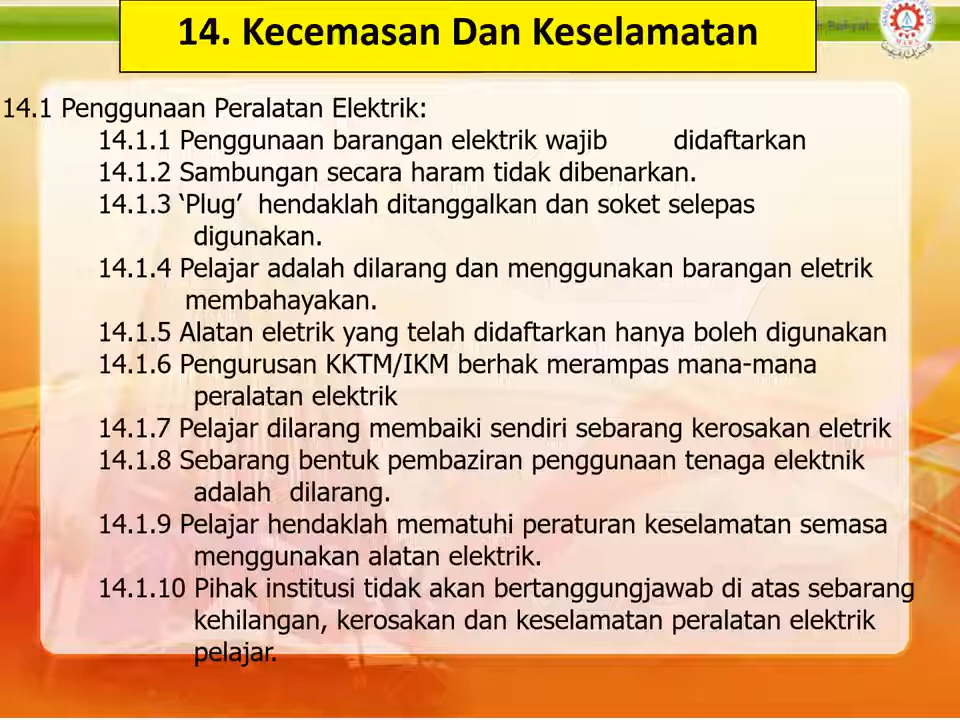 14. Kecemasan Dan Keselamatan
14.1 Penggunaan Peralatan Elektrik:
14.1.1 Penggunaan barangan elektrik wajib didaftarkan
14.1.2 Sambungan secara haram tidak dibenarkan.
14.1.3 ‘Plug’ hendaklah ditanggalkan dan soket selepas
digunakan.
14.1.4 Pelajar adalah dilarang dan menggunakan barangan eletrik
membahayakan.
14.1.5 Alatan eletrik yang telah didaftarkan hanya boleh digunakan
14.1.6 Pengurusan KKTM/IKM berhak merampas mana-mana
peralatan elektrik
14.1.7 Pelajar dilarang membaiki sendiri sebarang kerosakan eletrik
14.1.8 Sebarang bentuk pembaziran penggunaan tenaga elektnik
adalah dilarang.
14.1.9 Pelajar hendaklah mematuhi peraturan keselamatan semasa
menggunakan alatan elektrik.
14.1.10 Pihak institusi tidak akan bertanggungjawab di atas sebarang
kehilangan, kerosakan dan keselamatan peralatan elektrik
pelajar.